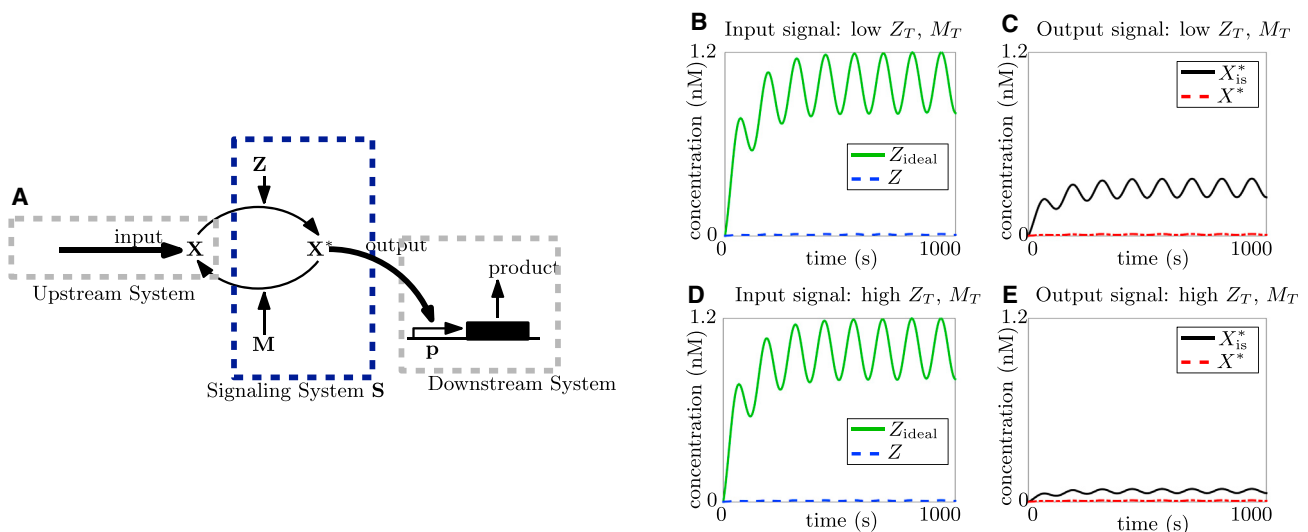 A
Z
input
X
X*
output
Upstream System
product
M
p
Signaling System S
Downstream System
B
Input signal: low Z_T, M_T
1.2
concentration (nM)
Z_ideal
Z
0
0
1000
time (s)
C
Output signal: low Z_T, M_T
1.2
concentration (nM)
X*_is
X*
0
0
1000
time (s)
D
Input signal: high Z_T, M_T
1.2
concentration (nM)
Z_ideal
Z
0
0
1000
time (s)
E
Output signal: high Z_T, M_T
1.2
concentration (nM)
X*_is
X*
0
0
1000
time (s)